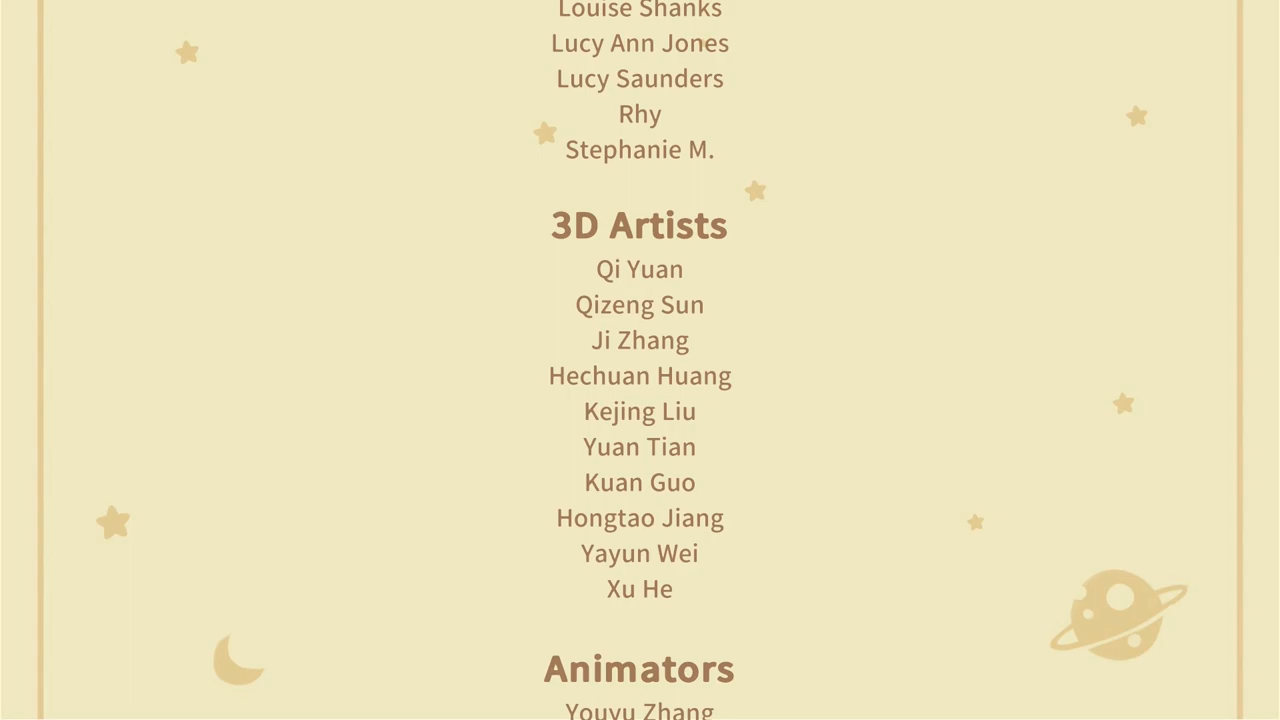 Louise Shanks
Lucy Ann Jones
Lucy Saunders
Rhy
Stephanie M.
3D Artists
Qi Yuan
Qizeng Sun
Ji Zhang
Hechuan Huang
Kejing Liu
Yuan Tian
Kuan Guo
Hongtao Jiang
Yayun Wei
Xu He
Animators
Youyu Zhang